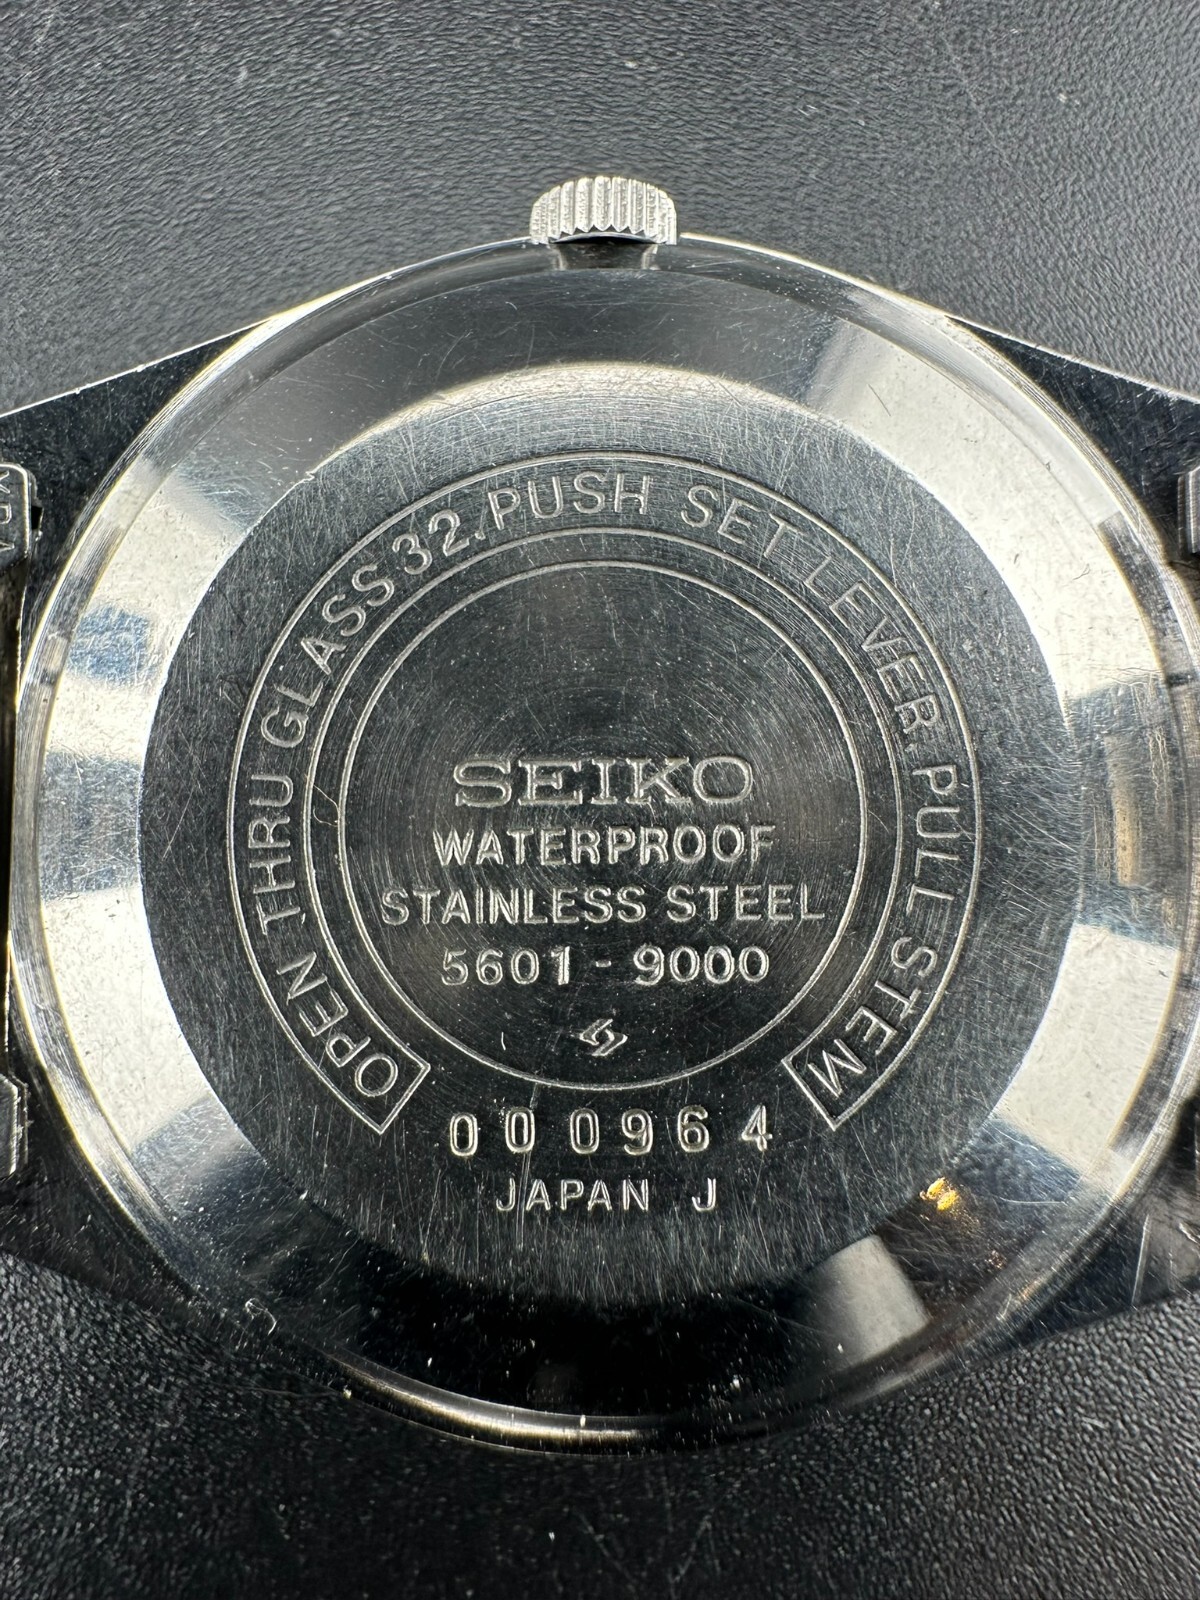 OPEN THRU GLASS 32. PUSH SET LEVER. PULL STEM
SEIKO
WATERPROOF
STAINLESS STEEL
5601 - 9000
000964
JAPAN J